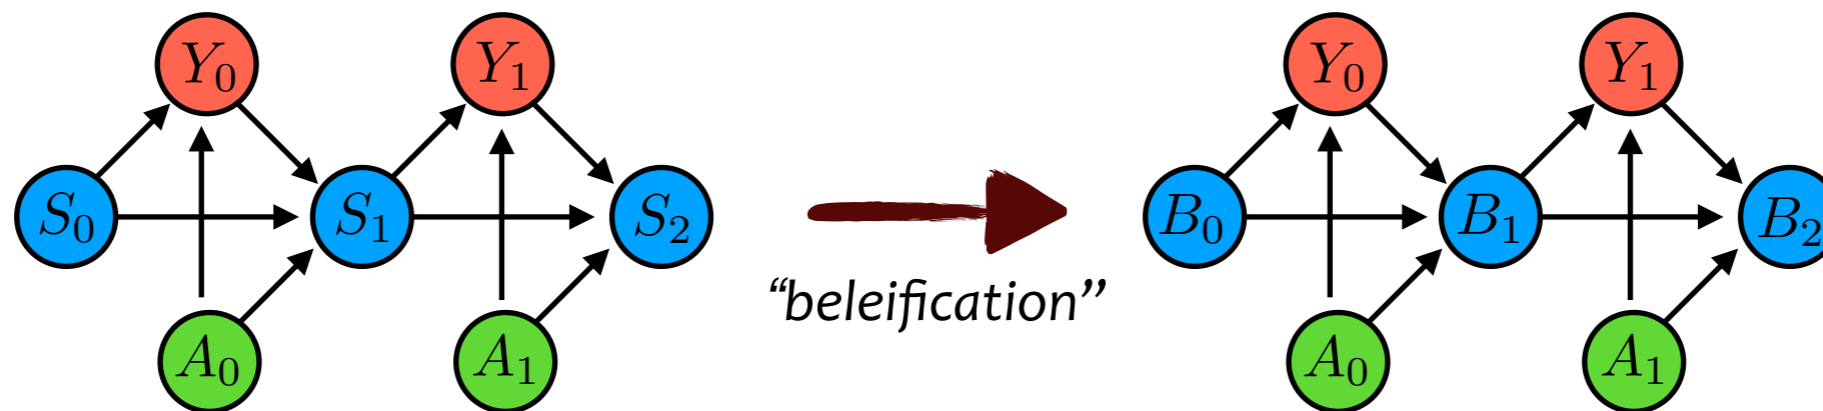 Y₀ Y₁ Y₀ Y₁
S₀ S₁ S₂ B₀ B₁ B₂
“beleification”
A₀ A₁ A₀ A₁